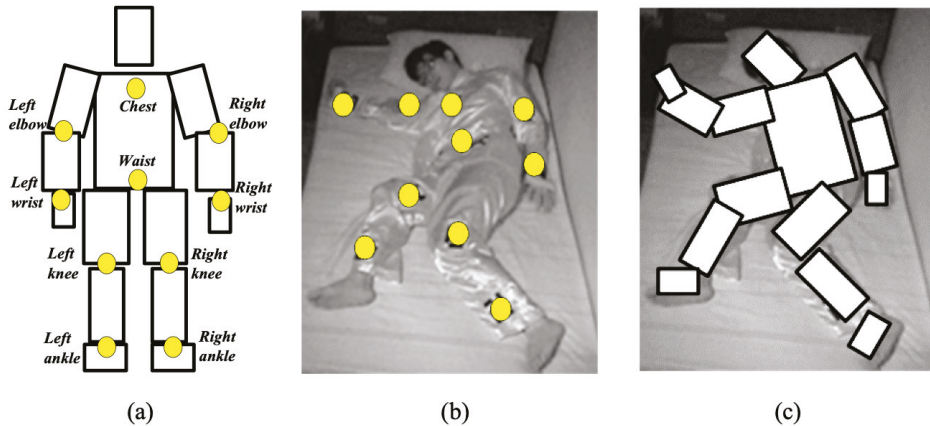 Chest
Left
elbow
Right
elbow
Waist
Left
wrist
Right
wrist
Left
knee
Right
knee
Left
ankle
Right
ankle
(a)
(b)
(c)